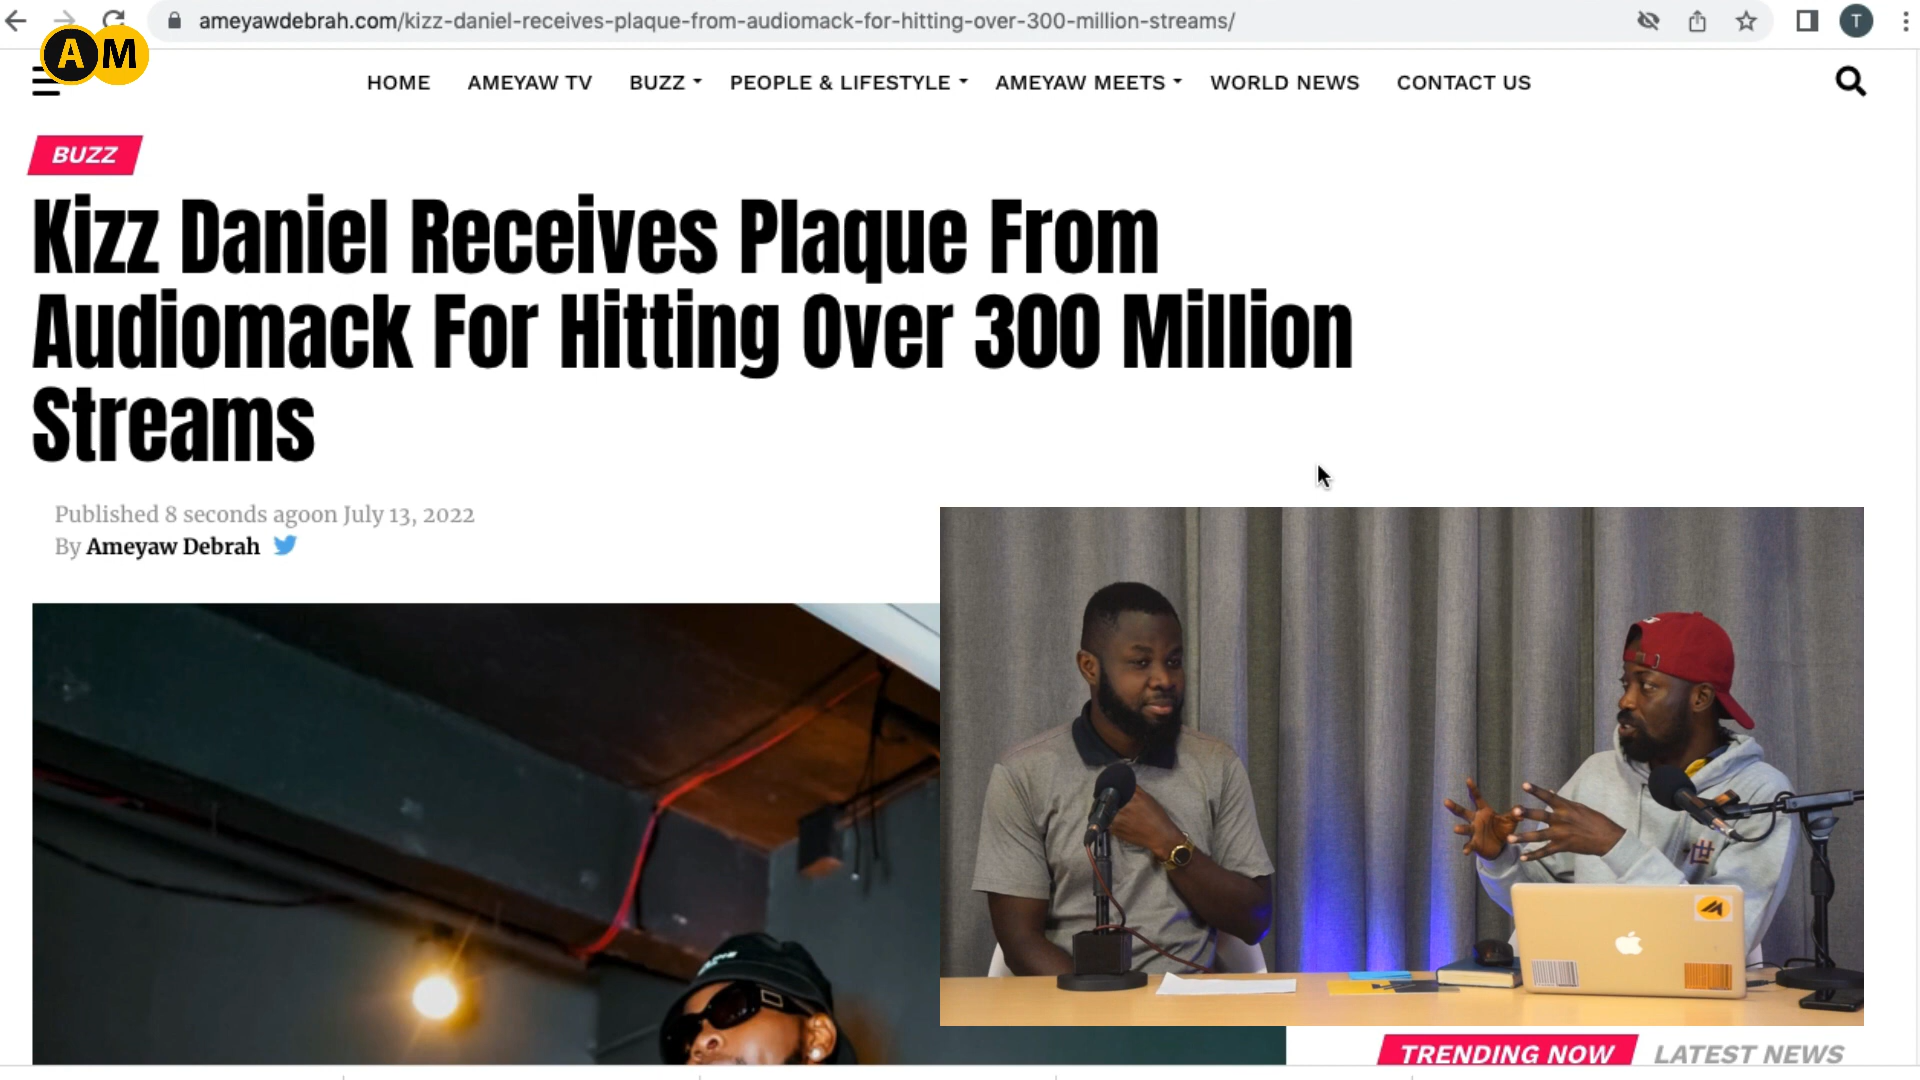 ameyawdebrah.com/kizz-daniel-receives-plaque-from-audiomack-for-hitting-over-300-million-streams/
T
AM
HOME AMEYAW TV BUZZ PEOPLE & LIFESTYLE AMEYAW MEETS WORLD NEWS CONTACT US
BUZZ
Kizz Daniel Receives Plaque From
Audiomack For Hitting Over 300 Million
Streams
Published 8 seconds agoon July 13, 2022
By Ameyaw Debrah
TRENDING NOW LATEST NEWS